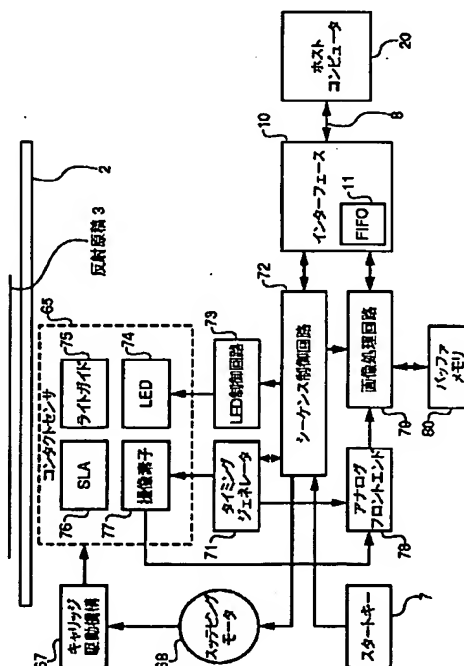 反射原稿 3
2
コンタクトセンサ
65
SLA
76
ライトガイド
75
撮像素子
77
LED
74
キャリッジ
駆動機構
67
ステッピング
モータ
68
タイミング
ジェネレータ
71
LED制御回路
73
シーケンス制御回路
72
インターフェース
10
FIFO
11
ホスト
コンピュータ
20
8
スタートキー
7
アナログ
フロントエンド
78
画像処理回路
79
バッファ
メモリ
80